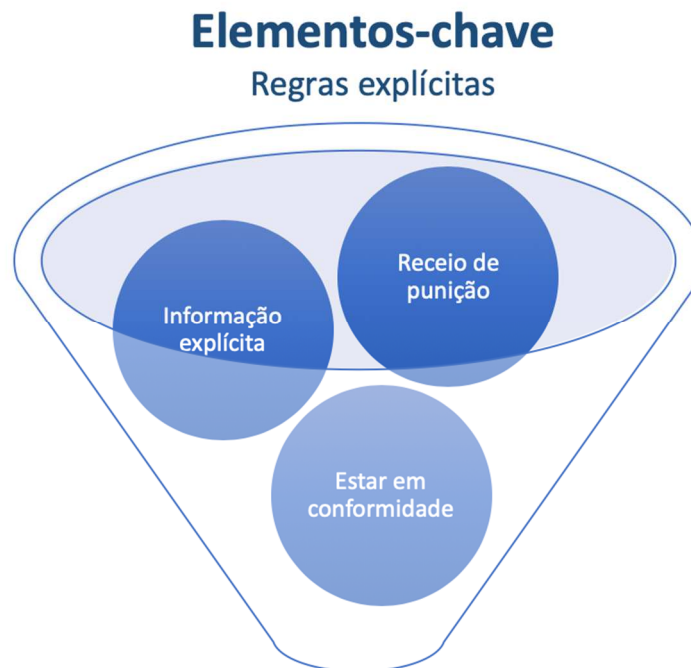 Elementos-chave
Regras explícitas
Receio de
punição
Informação
explícita
Estar em
conformidade